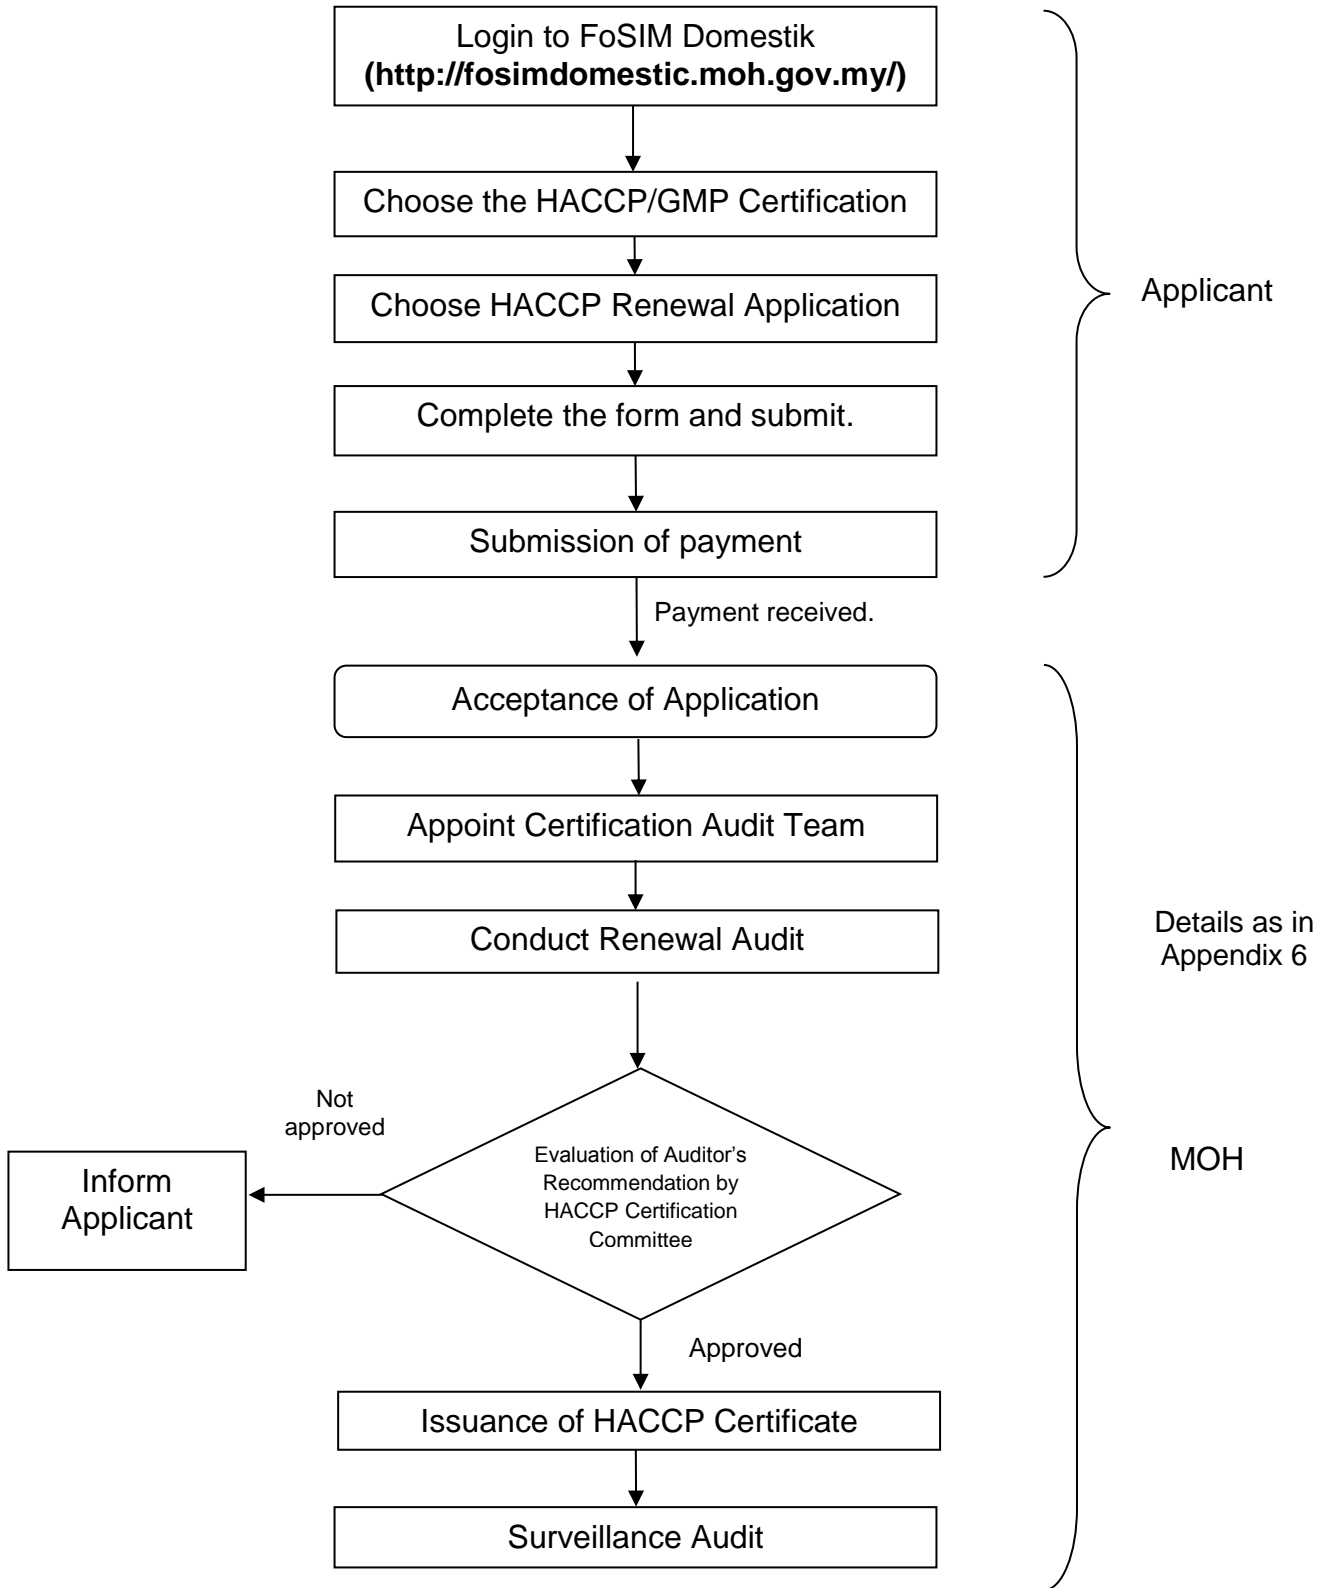 Login to FoSIM Domestik
(http://fosimdomestic.moh.gov.my/)
Choose the HACCP/GMP Certification
Choose HACCP Renewal Application
Applicant
Complete the form and submit.
Submission of payment
Payment received.
Acceptance of Application
Appoint Certification Audit Team
Conduct Renewal Audit
Details as in
Appendix 6
Not
approved
Evaluation of Auditor’s
Recommendation by
HACCP Certification
Committee
Inform
Applicant
MOH
Approved
Issuance of HACCP Certificate
Surveillance Audit